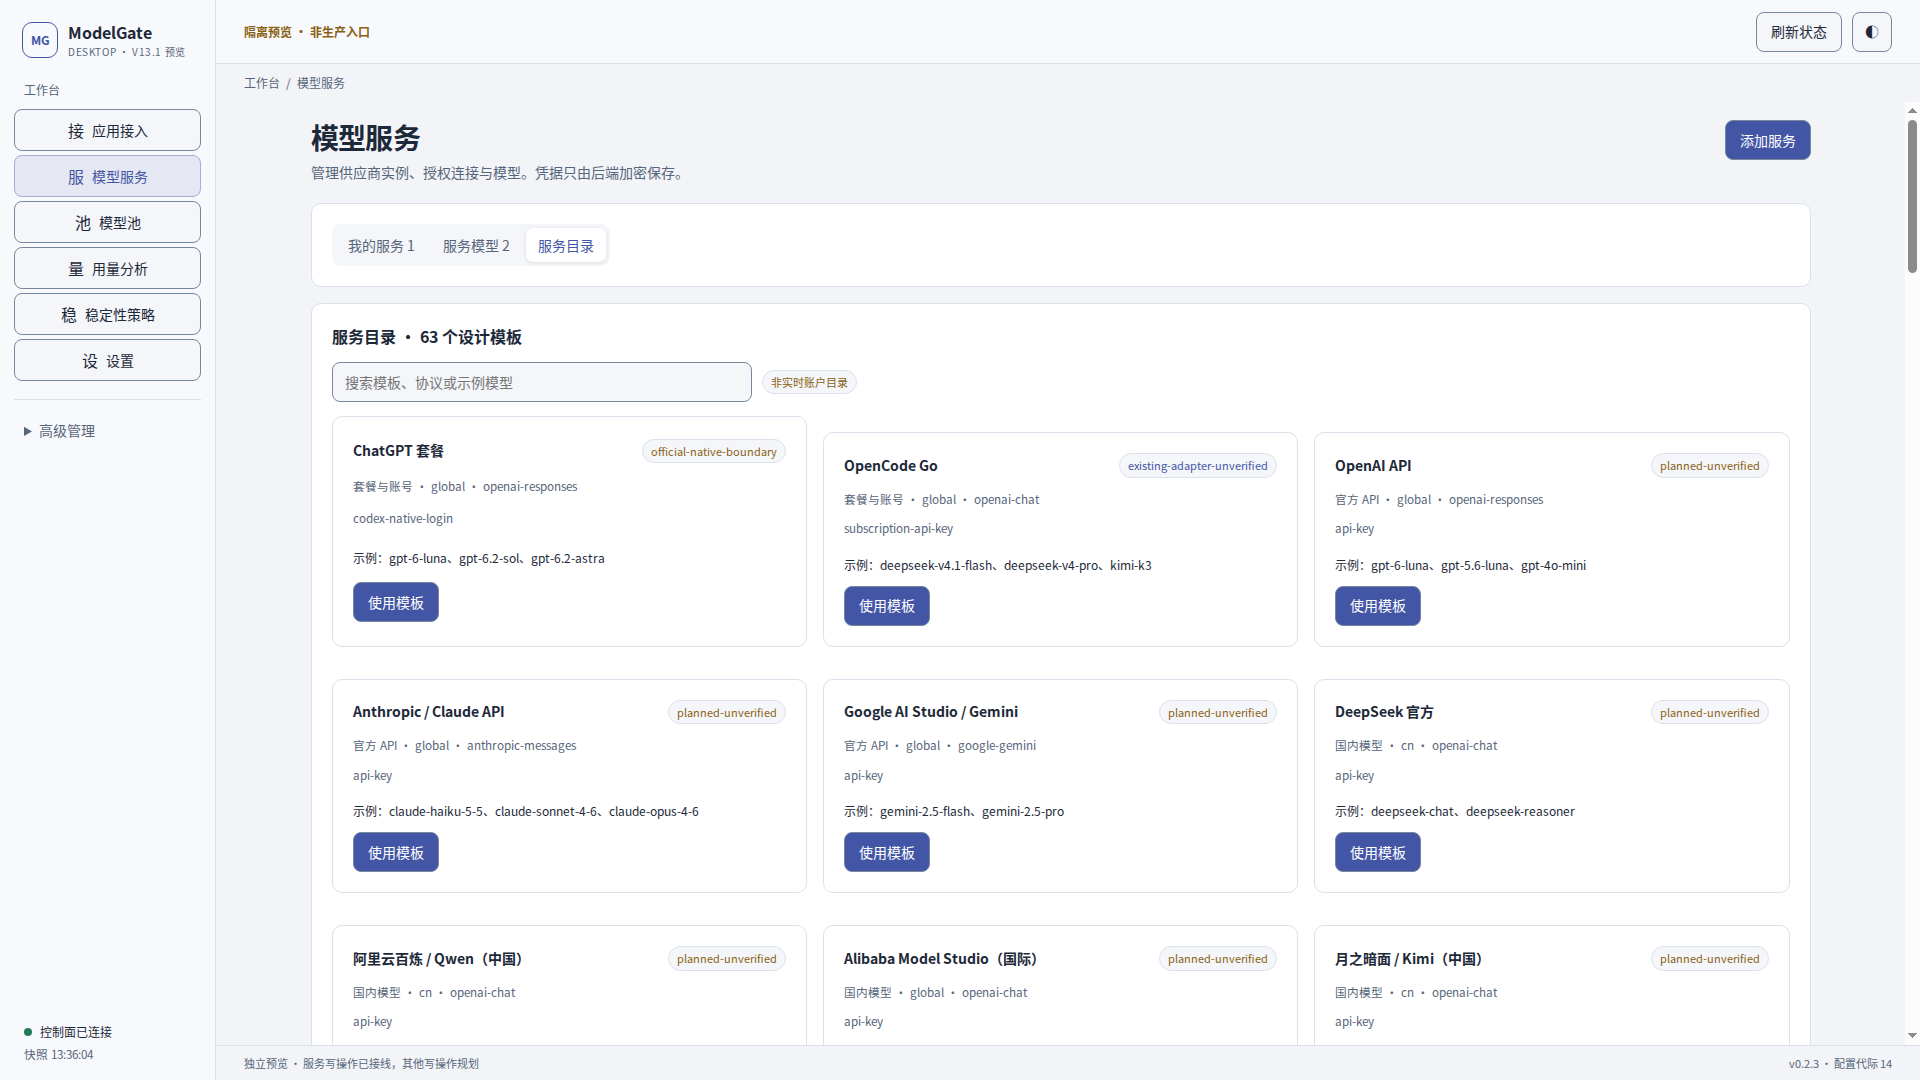 MG
ModelGate
DESKTOP · V13.1 预览
工作台
接 应用接入
服 模型服务
池 模型池
量 用量分析
稳 稳定性策略
设 设置
▶ 高级管理
控制面已连接
快照 13:36:04
隔离预览 · 非生产入口
刷新状态
工作台 / 模型服务
模型服务
管理供应商实例、授权连接与模型。凭据只由后端加密保存。
添加服务
我的服务 1
服务模型 2
服务目录
服务目录 · 63 个设计模板
搜索模板、协议或示例模型
非实时账户目录
ChatGPT 套餐
official-native-boundary
套餐与账号 · global · openai-responses
codex-native-login
示例：gpt-6-luna、gpt-6.2-sol、gpt-6.2-astra
使用模板
OpenCode Go
existing-adapter-unverified
套餐与账号 · global · openai-chat
subscription-api-key
示例：deepseek-v4.1-flash、deepseek-v4-pro、kimi-k3
使用模板
OpenAI API
planned-unverified
官方 API · global · openai-responses
api-key
示例：gpt-6-luna、gpt-5.6-luna、gpt-4o-mini
使用模板
Anthropic / Claude API
planned-unverified
官方 API · global · anthropic-messages
api-key
示例：claude-haiku-5-5、claude-sonnet-4-6、claude-opus-4-6
使用模板
Google AI Studio / Gemini
planned-unverified
官方 API · global · google-gemini
api-key
示例：gemini-2.5-flash、gemini-2.5-pro
使用模板
DeepSeek 官方
planned-unverified
国内模型 · cn · openai-chat
api-key
示例：deepseek-chat、deepseek-reasoner
使用模板
阿里云百炼 / Qwen（中国）
planned-unverified
国内模型 · cn · openai-chat
api-key
Alibaba Model Studio（国际）
planned-unverified
国内模型 · global · openai-chat
api-key
月之暗面 / Kimi（中国）
planned-unverified
国内模型 · cn · openai-chat
api-key
独立预览 · 服务写操作已接线，其他写操作规划
v0.2.3 · 配置代际 14